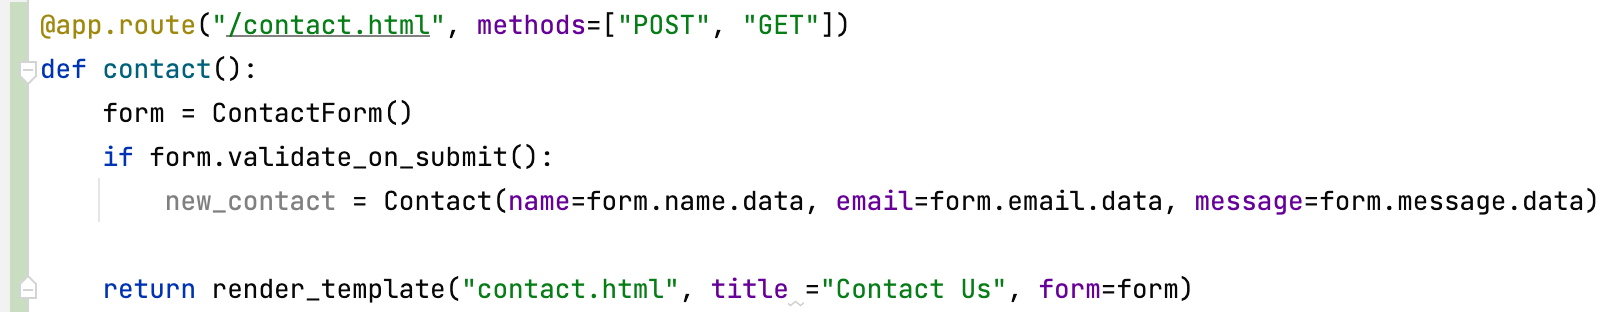 @app.route("/contact.html", methods=["POST", "GET"])
def contact():
    form = ContactForm()
    if form.validate_on_submit():
        new_contact = Contact(name=form.name.data, email=form.email.data, message=form.message.data)
    return render_template("contact.html", title ="Contact Us", form=form)